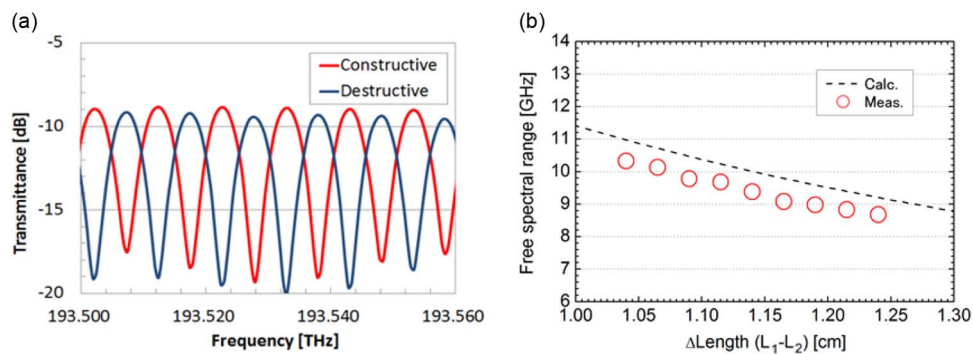 (a)
-5
-10
-15
-20
Transmittance [dB]
Constructive
Destructive
193.500
193.520
193.540
193.560
Frequency [THz]
(b)
14
13
12
11
10
9
8
7
6
Free spectral range [GHz]
Calc.
Meas.
1.00
1.05
1.10
1.15
1.20
1.25
1.30
ΔLength (L₁-L₂) [cm]